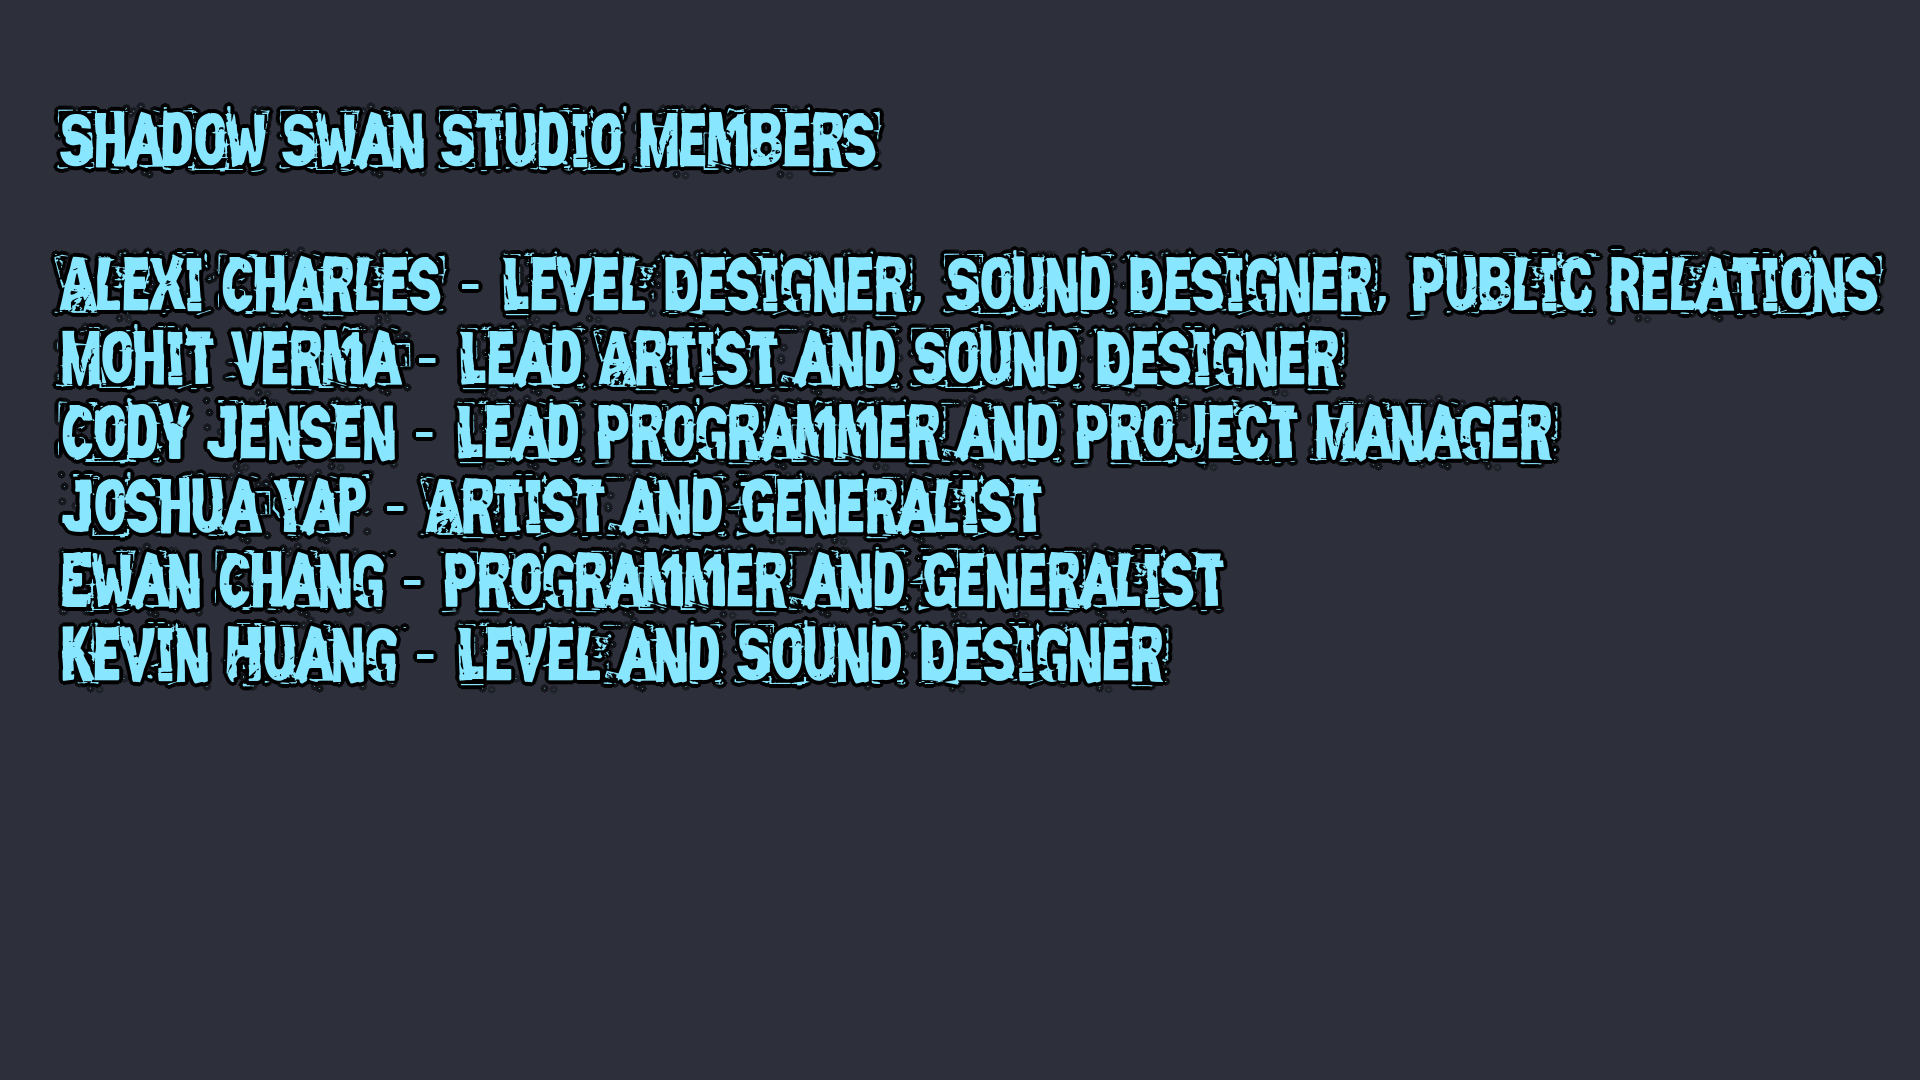 SHADOW SWAN STUDIO MEMBERS
ALEXI CHARLES - LEVEL DESIGNER, SOUND DESIGNER, PUBLIC RELATIONS
MOHIT VERMA - LEAD ARTIST AND SOUND DESIGNER
CODY JENSEN - LEAD PROGRAMMER AND PROJECT MANAGER
JOSHUA YAP - ARTIST AND GENERALIST
EWAN CHANG - PROGRAMMER AND GENERALIST
KEVIN HUANG - LEVEL AND SOUND DESIGNER